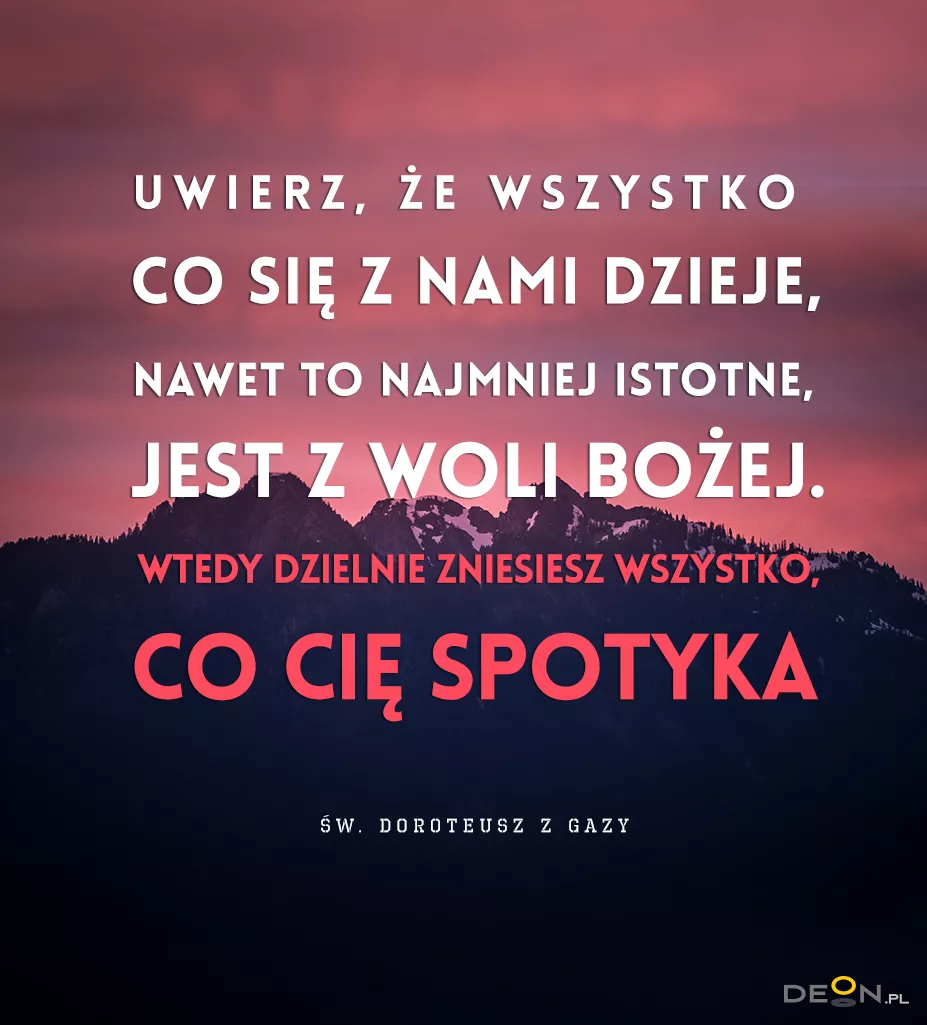 UWIERZ, ŻE WSZYSTKO
CO SIĘ Z NAMI DZIEJE,
NAWET TO NAJMNIEJ ISTOTNE,
JEST Z WOLI BOŻEJ.
WTEDY DZIELNIE ZNIESIESZ WSZYSTKO,
CO CIĘ SPOTYKA
ŚW. DOROTEUSZ Z GAZY
DEON.PL